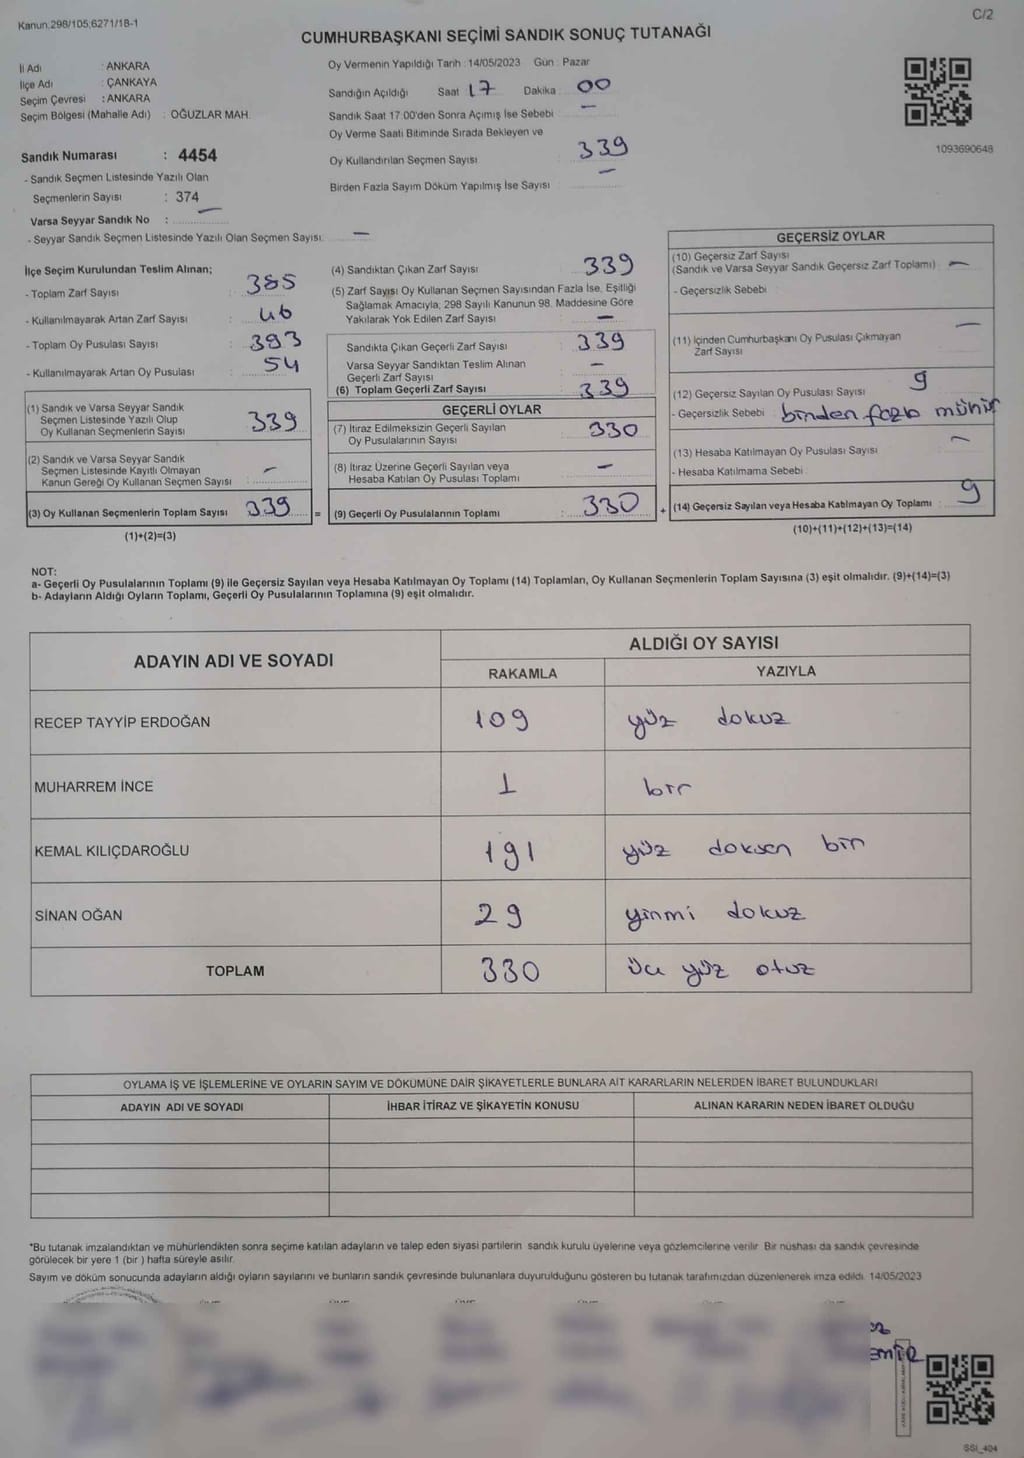 Kanun.298/105;6271/18-1
C/2
CUMHURBAŞKANI SEÇİMİ SANDIK SONUÇ TUTANAĞI
İl Adı : ANKARA
İlçe Adı : ÇANKAYA
Seçim Çevresi : ANKARA
Seçim Bölgesi (Mahalle Adı) : OĞUZLAR MAH.
Sandık Numarası : 4454
- Sandık Seçmen Listesinde Yazılı Olan
Seçmenlerin Sayısı : 374
Varsa Seyyar Sandık No : —
- Seyyar Sandık Seçmen Listesinde Yazılı Olan Seçmen Sayısı: —
Oy Vermenin Yapıldığı Tarih : 14/05/2023 Gün : Pazar
Sandığın Açıldığı Saat 17 Dakika : 00
Sandık Saat 17:00'den Sonra Açımış İse Sebebi : —
Oy Verme Saati Bitiminde Sırada Bekleyen ve
Oy Kullandırılan Seçmen Sayısı : 339
Birden Fazla Sayım Döküm Yapılmış İse Sayısı : —
1093690648
İlçe Seçim Kurulundan Teslim Alınan;
- Toplam Zarf Sayısı : 385
- Kullanılmayarak Artan Zarf Sayısı : 46
- Toplam Oy Pusulası Sayısı : 393
- Kullanılmayarak Artan Oy Pusulası : 54
(1) Sandık ve Varsa Seyyar Sandık
Seçmen Listesinde Yazılı Olup
Oy Kullanan Seçmenlerin Sayısı : 339
(2) Sandık ve Varsa Seyyar Sandık
Seçmen Listesinde Kayıtlı Olmayan
Kanun Gereği Oy Kullanan Seçmen Sayısı : —
(3) Oy Kullanan Seçmenlerin Toplam Sayısı : 339 =
(1)+(2)=(3)
(4) Sandıktan Çıkan Zarf Sayısı : 339
(5) Zarf Sayısı Oy Kullanan Seçmen Sayısından Fazla İse, Eşitliği
Sağlamak Amacıyla, 298 Sayılı Kanunun 98. Maddesine Göre
Yakılarak Yok Edilen Zarf Sayısı : —
Sandıkta Çıkan Geçerli Zarf Sayısı : 339
Varsa Seyyar Sandıktan Teslim Alınan
Geçerli Zarf Sayısı : —
(6) Toplam Geçerli Zarf Sayısı : 339
GEÇERLİ OYLAR
(7) İtiraz Edilmeksizin Geçerli Sayılan
Oy Pusulalarının Sayısı : 330
(8) İtiraz Üzerine Geçerli Sayılan veya
Hesaba Katılan Oy Pusulası Toplamı : —
(9) Geçerli Oy Pusulalarının Toplamı : 330 +
GEÇERSİZ OYLAR
(10) Geçersiz Zarf Sayısı
(Sandık ve Varsa Seyyar Sandık Geçersiz Zarf Toplamı) : —
- Geçersizlik Sebebi :
(11) İçinden Cumhurbaşkanı Oy Pusulası Çıkmayan
Zarf Sayısı : —
(12) Geçersiz Sayılan Oy Pusulası Sayısı : 9
- Geçersizlik Sebebi : birden fazla mühür
(13) Hesaba Katılmayan Oy Pusulası Sayısı : —
- Hesaba Katılmama Sebebi :
(14) Geçersiz Sayılan veya Hesaba Katılmayan Oy Toplamı : 9
(10)+(11)+(12)+(13)=(14)
NOT:
a- Geçerli Oy Pusulalarının Toplamı (9) ile Geçersiz Sayılan veya Hesaba Katılmayan Oy Toplamı (14) Toplamları, Oy Kullanan Seçmenlerin Toplam Sayısına (3) eşit olmalıdır. (9)+(14)=(3)
b- Adayların Aldığı Oyların Toplamı, Geçerli Oy Pusulalarının Toplamına (9) eşit olmalıdır.
ADAYIN ADI VE SOYADI
ALDIĞI OY SAYISI
RAKAMLA YAZIYLA
RECEP TAYYİP ERDOĞAN 109 yüz dokuz
MUHARREM İNCE 1 bir
KEMAL KILIÇDAROĞLU 191 yüz doksan bir
SİNAN OĞAN 29 yirmi dokuz
TOPLAM 330 üç yüz otuz
OYLAMA İŞ VE İŞLEMLERİNE VE OYLARIN SAYIM VE DÖKÜMÜNE DAİR ŞİKAYETLERLE BUNLARA AİT KARARLARIN NELERDEN İBARET BULUNDUKLARI
ADAYIN ADI VE SOYADI İHBAR İTİRAZ VE ŞİKAYETİN KONUSU ALINAN KARARIN NEDEN İBARET OLDUĞU
*Bu tutanak imzalandıktan ve mühürlendikten sonra seçime katılan adayların ve talep eden siyasi partilerin sandık kurulu üyelerine veya gözlemcilerine verilir. Bir nüshası da sandık çevresinde
görülecek bir yere 1 (bir ) hafta süreyle asılır.
Sayım ve döküm sonucunda adayların aldığı oyların sayılarını ve bunların sandık çevresinde bulunanlara duyurulduğunu gösteren bu tutanak tarafımızdan düzenlenerek imza edildi. 14/05/2023
SSI_404